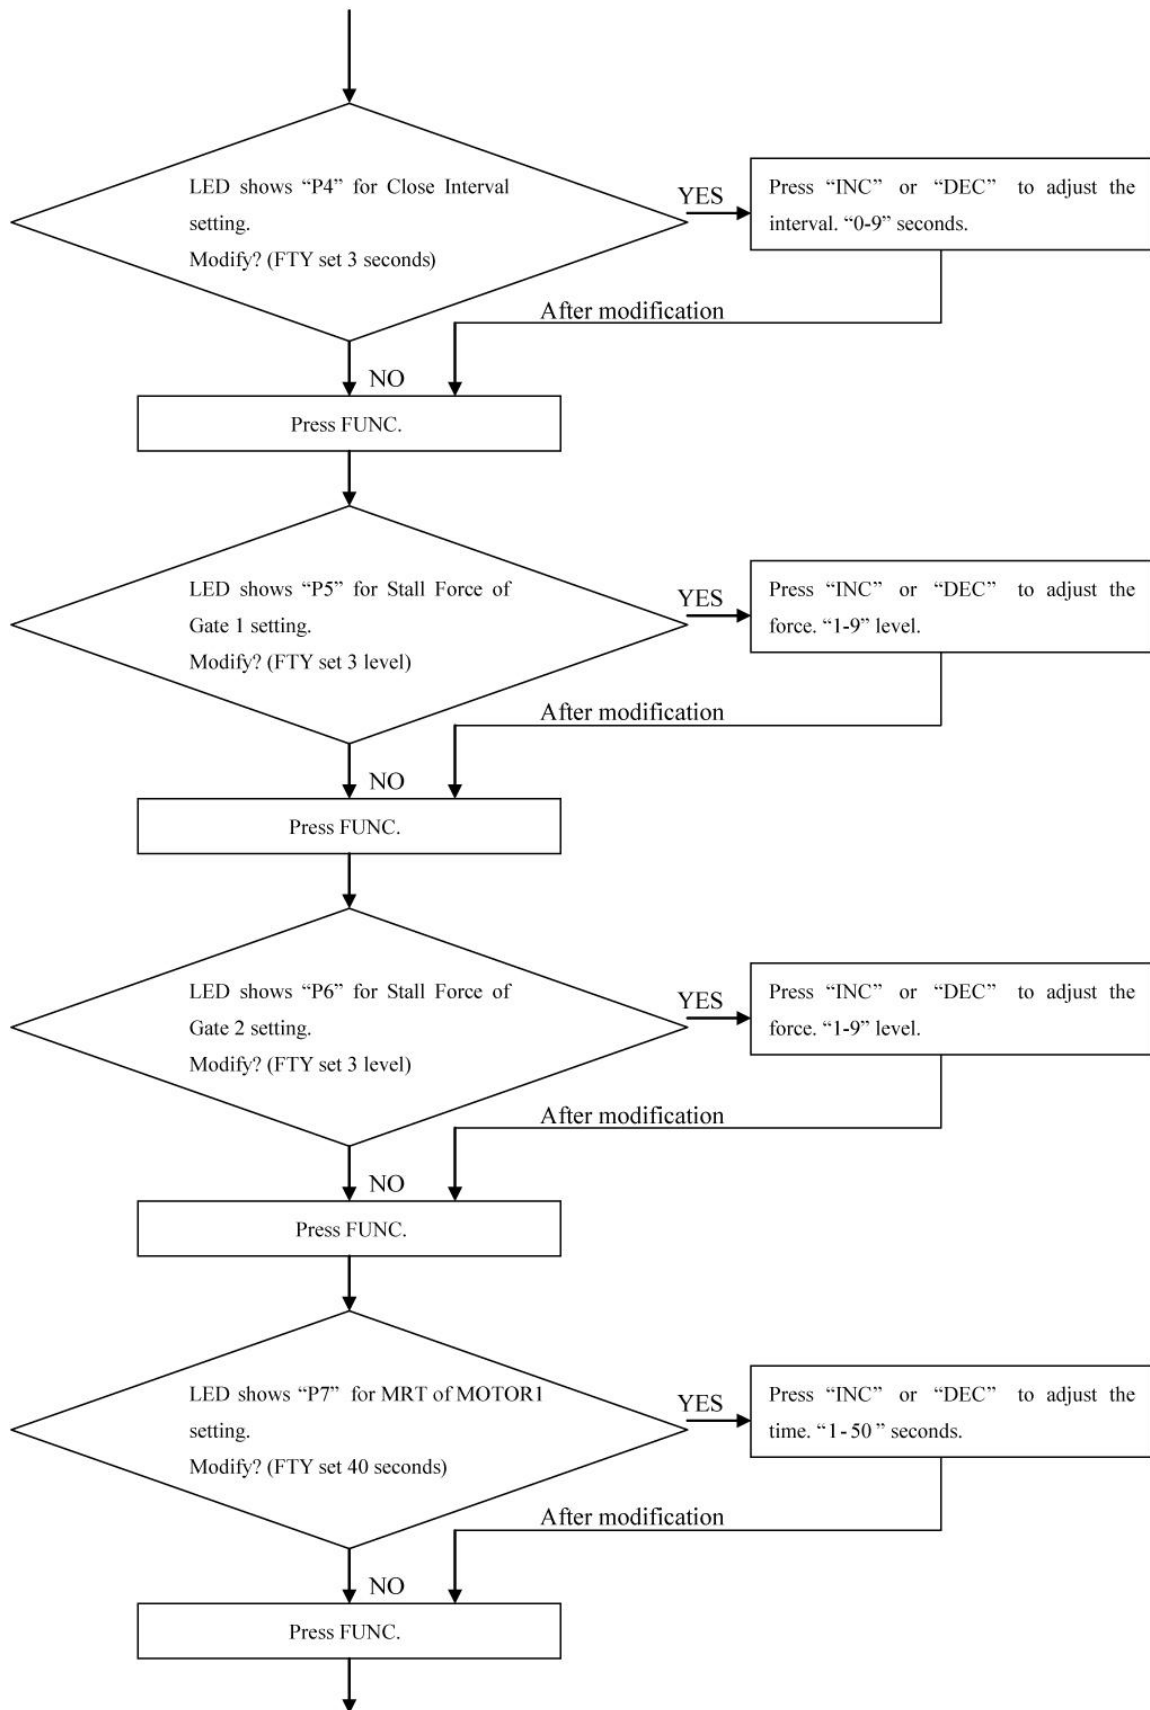 LED shows “P4” for Close Interval
setting.
Modify? (FTY set 3 seconds)
YES
Press “INC” or “DEC” to adjust the
interval. “0-9” seconds.
After modification
NO
Press FUNC.
LED shows “P5” for Stall Force of
Gate 1 setting.
Modify? (FTY set 3 level)
YES
Press “INC” or “DEC” to adjust the
force. “1-9” level.
After modification
NO
Press FUNC.
LED shows “P6” for Stall Force of
Gate 2 setting.
Modify? (FTY set 3 level)
YES
Press “INC” or “DEC” to adjust the
force. “1-9” level.
After modification
NO
Press FUNC.
LED shows “P7” for MRT of MOTOR1
setting.
Modify? (FTY set 40 seconds)
YES
Press “INC” or “DEC” to adjust the
time. “1-50” seconds.
After modification
NO
Press FUNC.